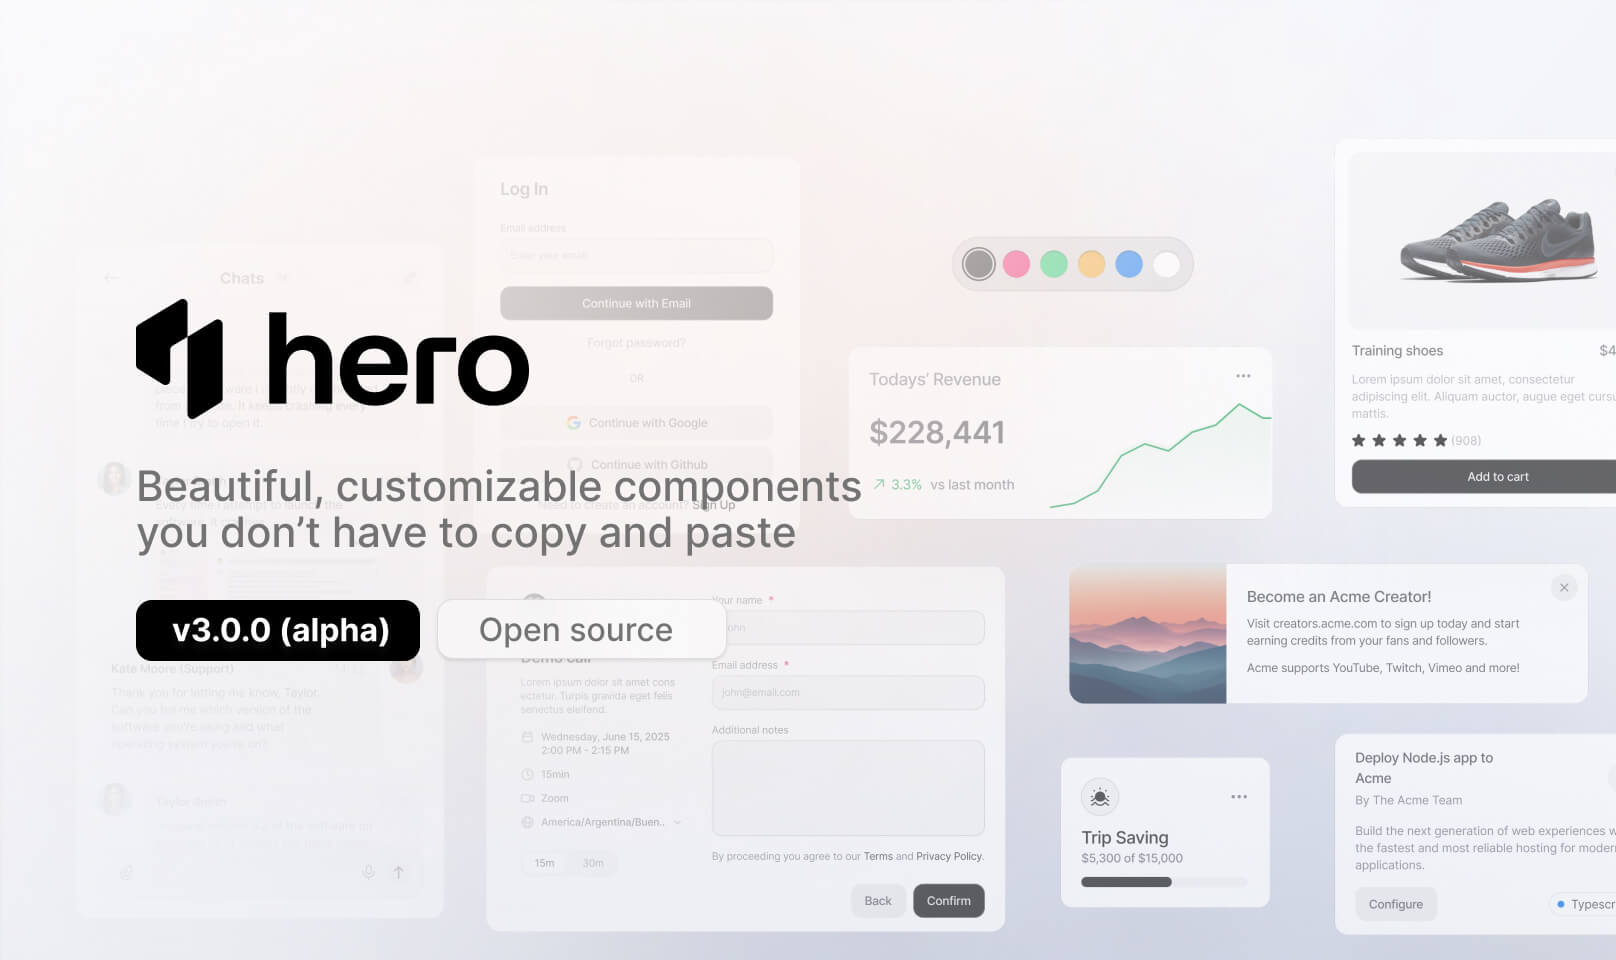 hero
Beautiful, customizable components
you don't have to copy and paste
v3.0.0 (alpha)
Open source
Chats
time I try to open it.
Kate Moore (Support)
Thank you for letting me know, Taylor.
Can you tell me which version of the
software you're using and what
operating system you're on?
Taylor Smith
Log In
Email address
Enter your email
Continue with Email
Forgot password?
OR
Continue with Google
Continue with Github
Need to create an account? Sign Up
Demo call
Lorem ipsum dolor sit amet cons
ectetur. Turpis gravida eget felis
senectus eleifend.
Wednesday, June 15, 2025
2:00 PM - 2:15 PM
15min
Zoom
America/Argentina/Buen..
15m
30m
Your name *
john
Email address *
john@email.com
Additional notes
By proceeding you agree to our Terms and Privacy Policy.
Back
Confirm
Todays' Revenue
$228,441
3.3% vs last month
Training shoes
$4
Lorem ipsum dolor sit amet, consectetur
adipiscing elit. Aliquam auctor, augue eget cursu
mattis.
(908)
Add to cart
Become an Acme Creator!
Visit creators.acme.com to sign up today and start
earning credits from your fans and followers.
Acme supports YouTube, Twitch, Vimeo and more!
Trip Saving
$5,300 of $15,000
Deploy Node.js app to
Acme
By The Acme Team
Build the next generation of web experiences w
the fastest and most reliable hosting for moder
applications.
Configure
Typescr